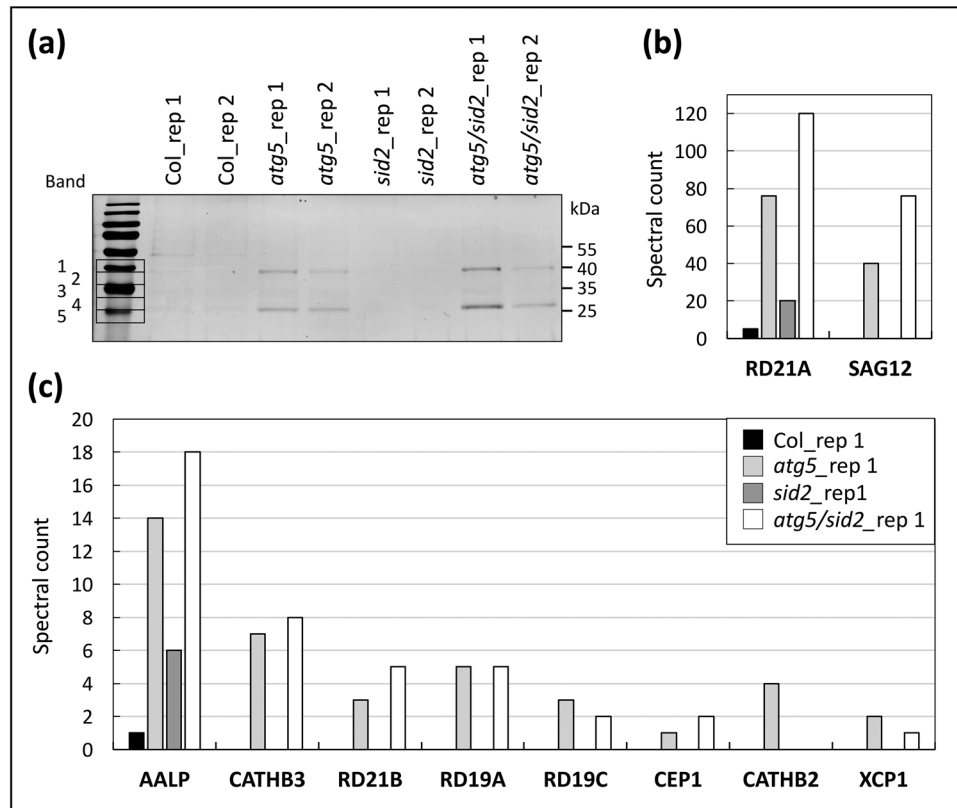 (a)
Col_rep 1
Col_rep 2
atg5_rep 1
atg5_rep 2
sid2_rep 1
sid2_rep 2
atg5/sid2_rep 1
atg5/sid2_rep 2
Band
kDa
1
2
3
4
5
55
40
35
25
(b)
Spectral count
120
100
80
60
40
20
0
RD21A SAG12
(c)
Spectral count
20
18
16
14
12
10
8
6
4
2
0
Col_rep 1
atg5_rep 1
sid2_rep1
atg5/sid2_rep 1
AALP CATHB3 RD21B RD19A RD19C CEP1 CATHB2 XCP1